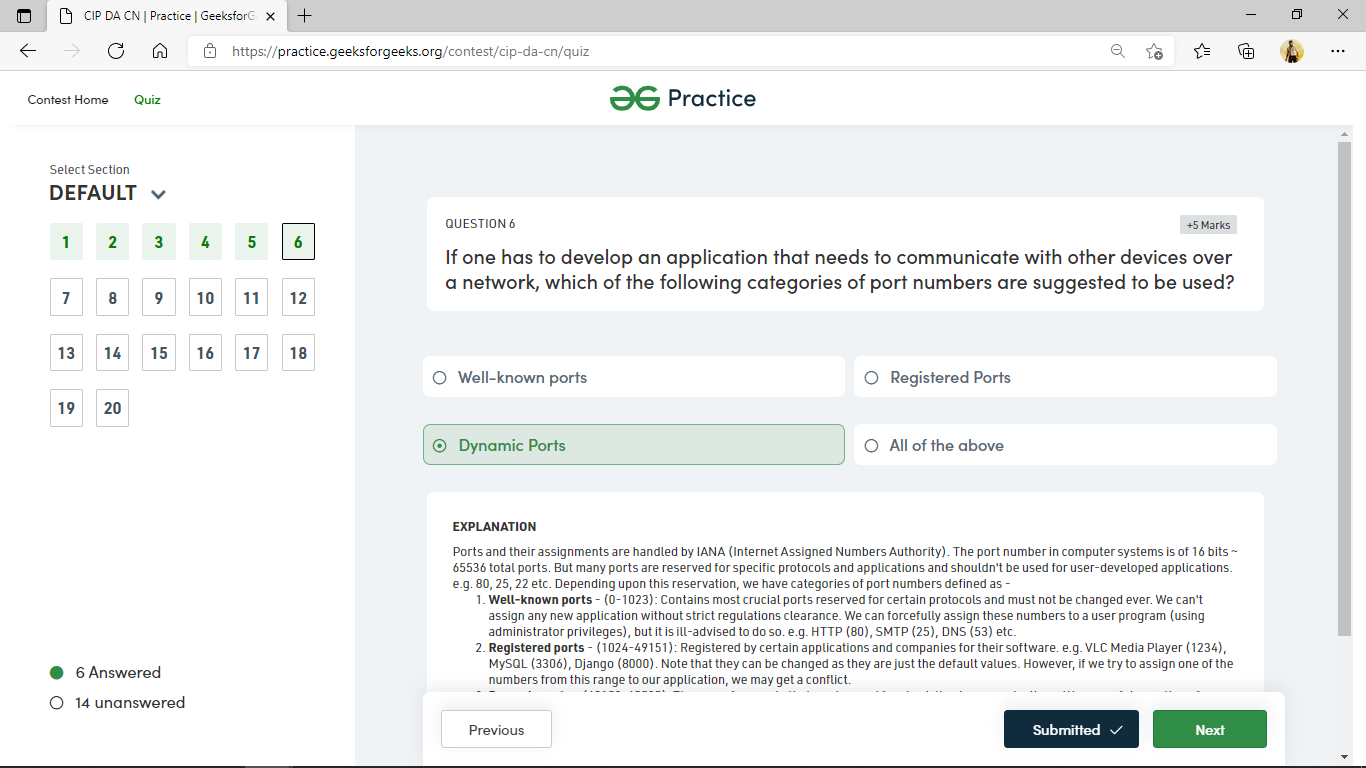 CIP DA CN | Practice | GeeksforG
https://practice.geeksforgeeks.org/contest/cip-da-cn/quiz
Contest Home Quiz
Practice
Select Section
DEFAULT
1 2 3 4 5 6
7 8 9 10 11 12
13 14 15 16 17 18
19 20
6 Answered
14 unanswered
QUESTION 6
+5 Marks
If one has to develop an application that needs to communicate with other devices over
a network, which of the following categories of port numbers are suggested to be used?
Well-known ports
Registered Ports
Dynamic Ports
All of the above
EXPLANATION
Ports and their assignments are handled by IANA (Internet Assigned Numbers Authority). The port number in computer systems is of 16 bits ~
65536 total ports. But many ports are reserved for specific protocols and applications and shouldn't be used for user-developed applications.
e.g. 80, 25, 22 etc. Depending upon this reservation, we have categories of port numbers defined as -
1. Well-known ports - (0-1023): Contains most crucial ports reserved for certain protocols and must not be changed ever. We can't
assign any new application without strict regulations clearance. We can forcefully assign these numbers to a user program (using
administrator privileges), but it is ill-advised to do so. e.g. HTTP (80), SMTP (25), DNS (53) etc.
2. Registered ports - (1024-49151): Registered by certain applications and companies for their software. e.g. VLC Media Player (1234),
MySQL (3306), Django (8000). Note that they can be changed as they are just the default values. However, if we try to assign one of the
numbers from this range to our application, we may get a conflict.
Previous
Submitted
Next